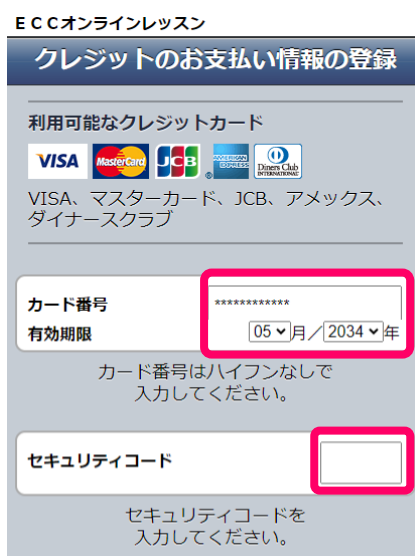 ECCオンラインレッスン
クレジットのお支払い情報の登録
利用可能なクレジットカード
VISA MasterCard JCB AMERICAN EXPRESS Diners Club INTERNATIONAL
VISA、マスターカード、JCB、アメックス、
ダイナースクラブ
カード番号 ************
有効期限 05 月／ 2034 年
カード番号はハイフンなしで
入力してください。
セキュリティコード
セキュリティコードを
入力してください。